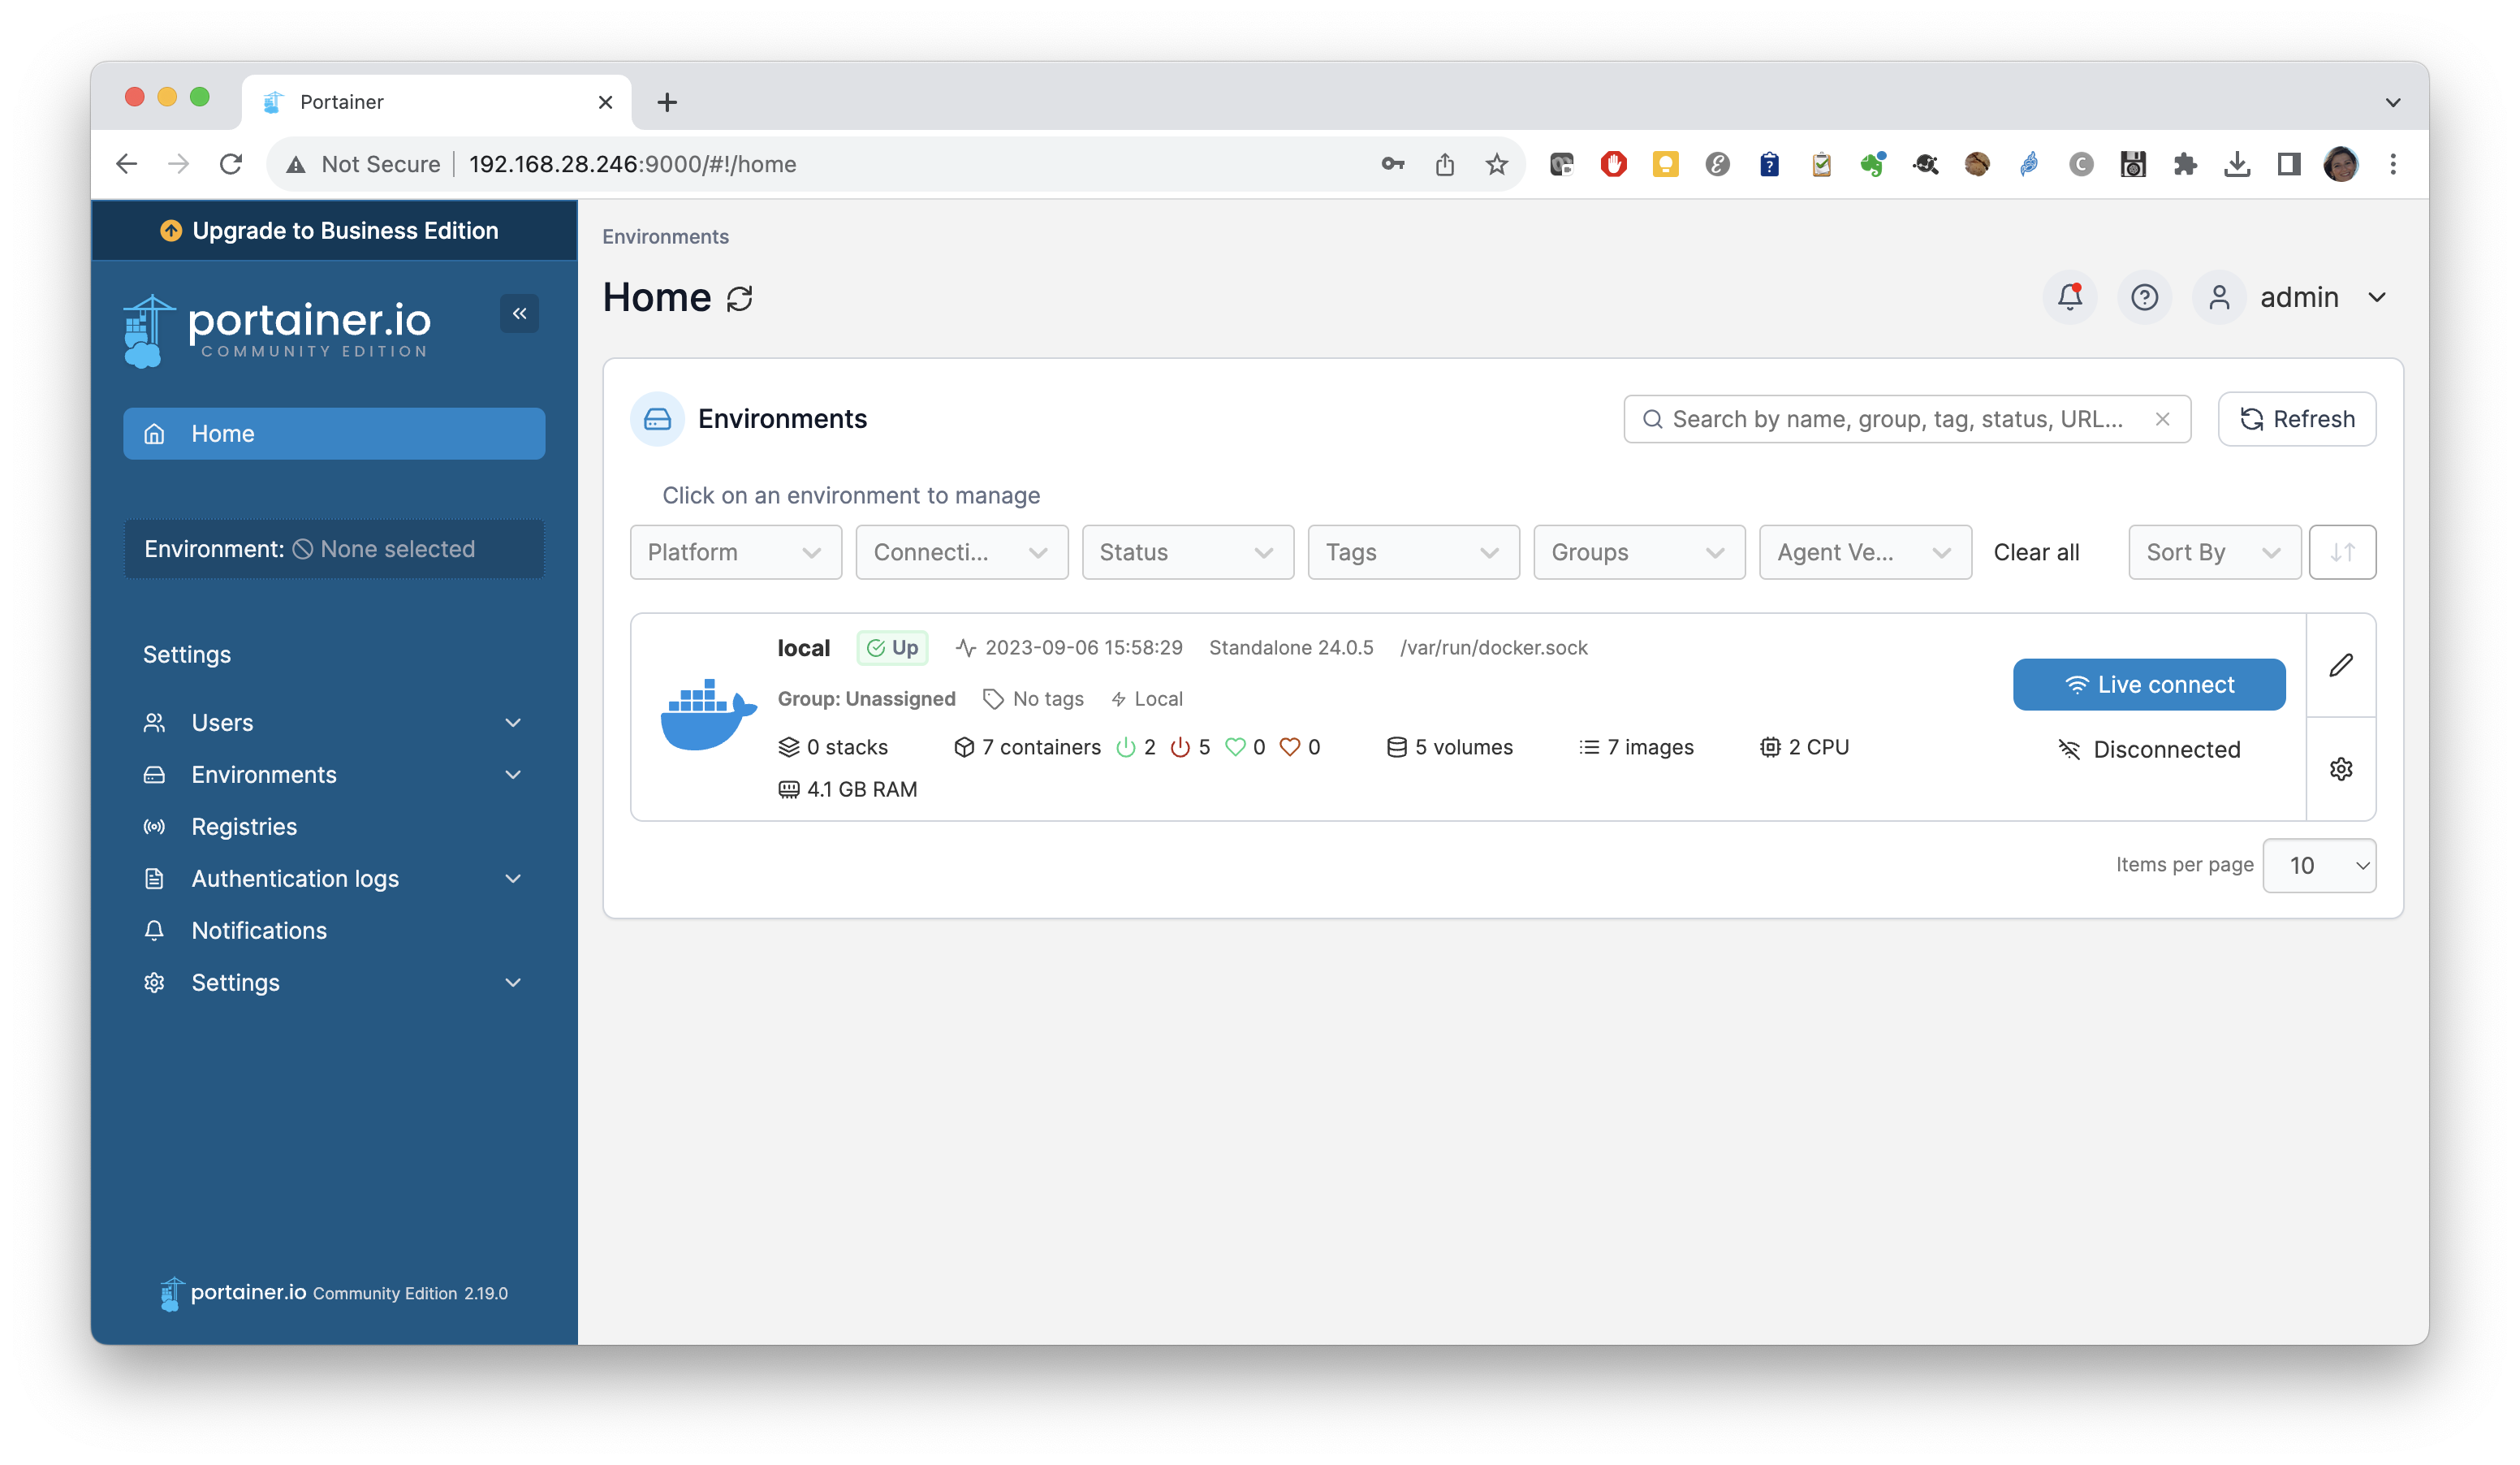 Portainer
Not Secure 192.168.28.246:9000/#!/home
Upgrade to Business Edition
portainer.io
COMMUNITY EDITION
Home
Environment: None selected
Settings
Users
Environments
Registries
Authentication logs
Notifications
Settings
portainer.io Community Edition 2.19.0
Environments
Home
admin
Environments
Search by name, group, tag, status, URL...
Refresh
Click on an environment to manage
Platform Connecti... Status Tags Groups Agent Ve... Clear all Sort By
local Up 2023-09-06 15:58:29 Standalone 24.0.5 /var/run/docker.sock
Group: Unassigned No tags Local
0 stacks 7 containers 2 5 0 0 5 volumes 7 images 2 CPU
4.1 GB RAM
Live connect
Disconnected
Items per page 10